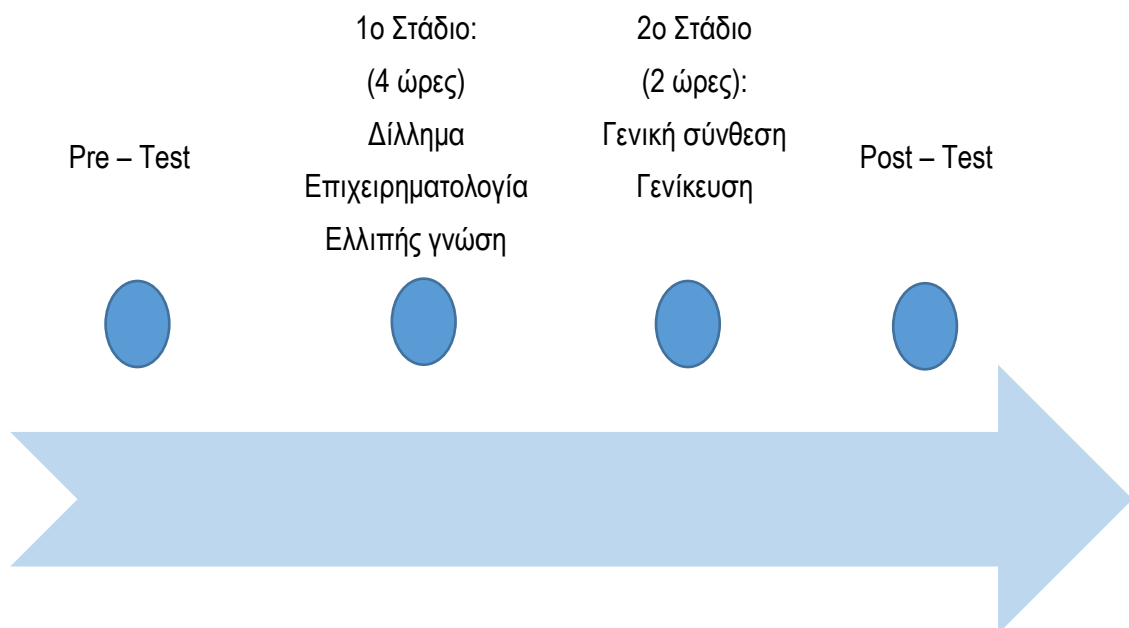 Pre – Test
1ο Στάδιο:
(4 ώρες)
Δίλλημα
Επιχειρηματολογία
Ελλιπής γνώση
2ο Στάδιο
(2 ώρες):
Γενική σύνθεση
Γενίκευση
Post – Test